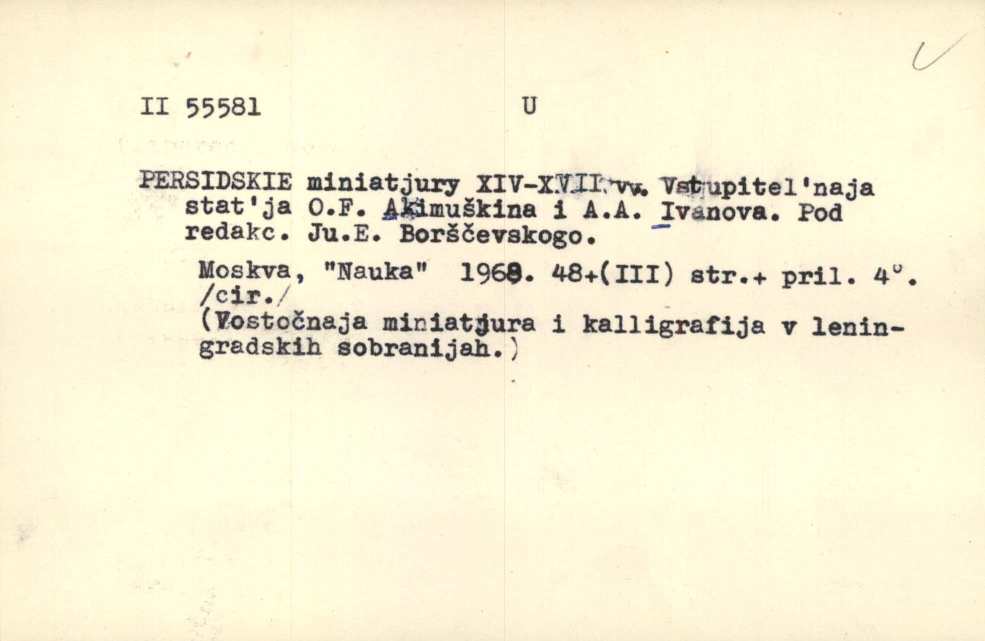 II 55581 U
PERSIDSKIE miniatjury XIV-XVII.vv. Vstupitel'naja
stat'ja O.F. Akimuškina i A.A. Ivanova. Pod
redakc. Ju.E. Borščevskogo.
Moskva, "Nauka" 1968. 48+(III) str.+ pril. 4°.
/cir./
(Vostočnaja miniatjura i kalligrafija v lenin-
gradskih sobranijah.)